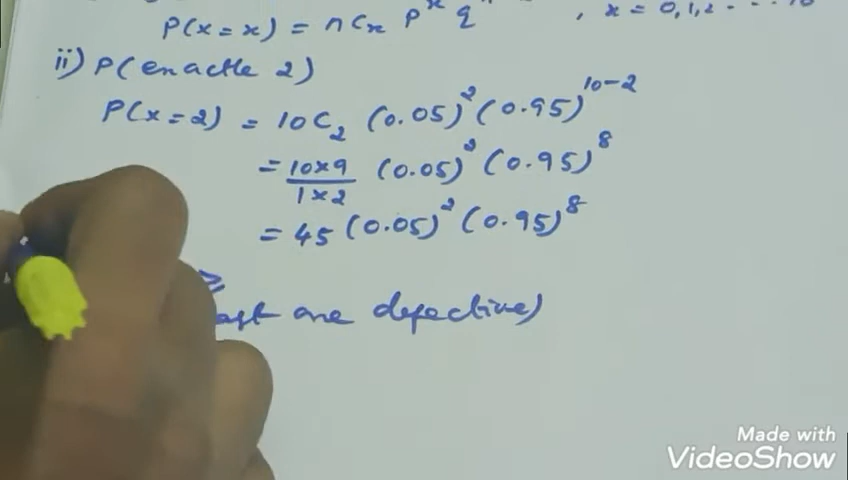 P(x=x) = nCx p^x q , x = 0,1,2 - - - 10
ii) P(enactle 2)
P(x=2) = 10C₂ (0.05)² (0.95)^10-2
= 10×9/1×2 (0.05)² (0.95)⁸
= 45 (0.05)² (0.95)⁸
≥
ast one defective)
Made with
VideoShow